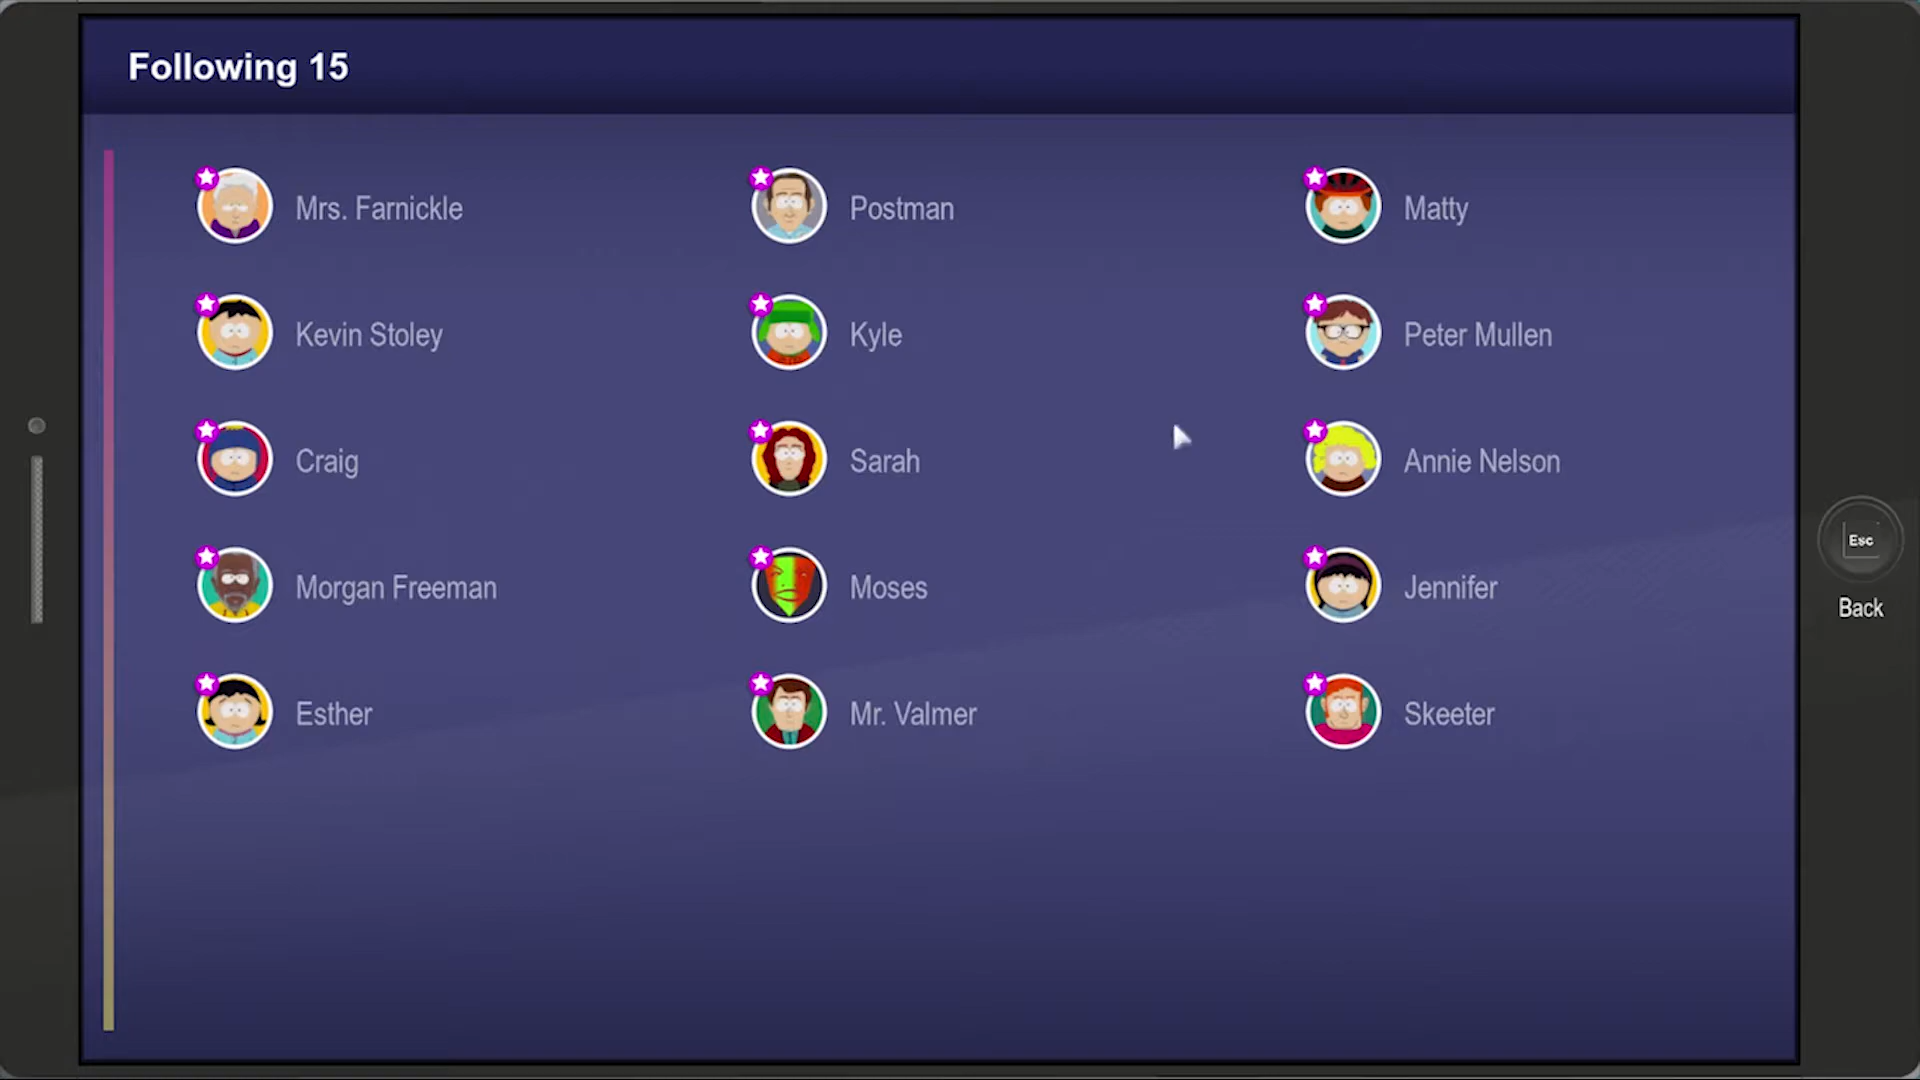 Following 15
Mrs. Farnickle
Postman
Matty
Kevin Stoley
Kyle
Peter Mullen
Craig
Sarah
Annie Nelson
Morgan Freeman
Moses
Jennifer
Esther
Mr. Valmer
Skeeter
Esc
Back